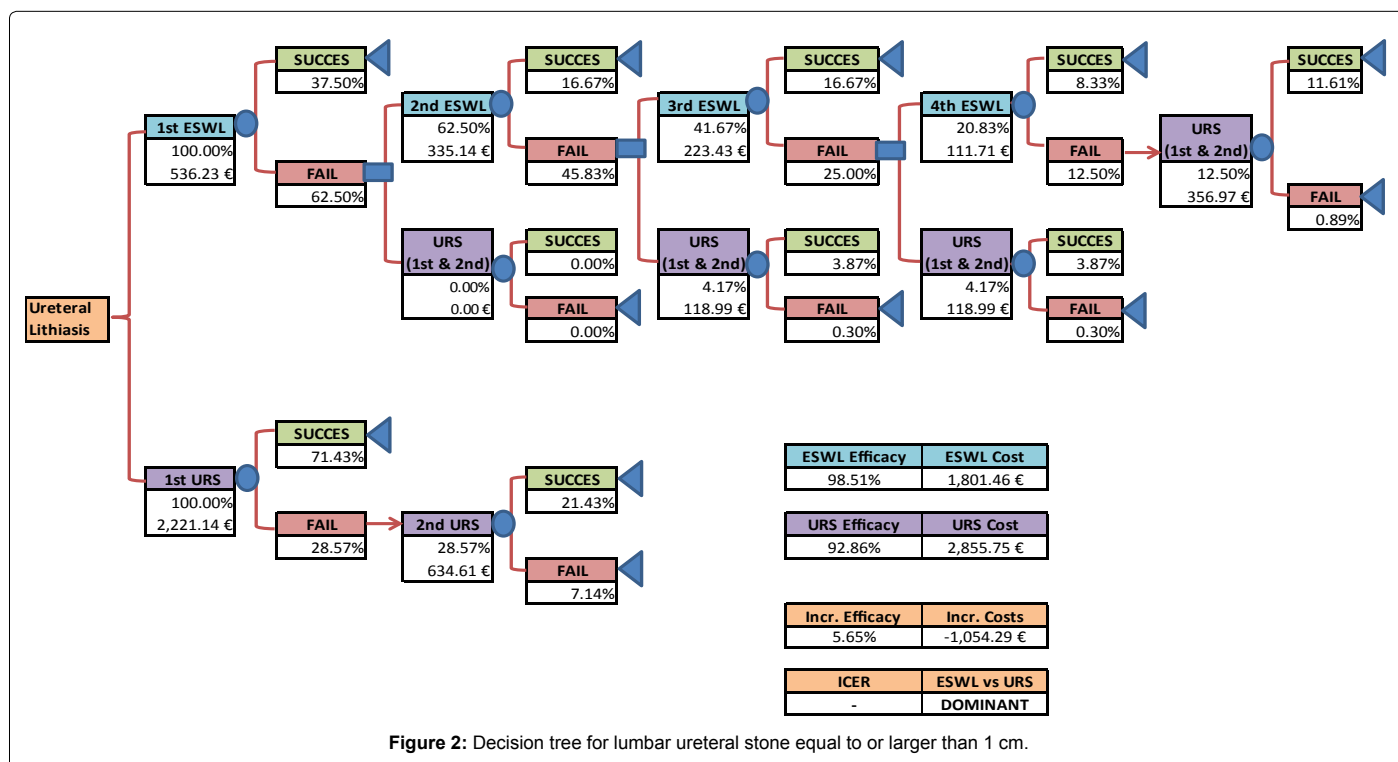 Ureteral
Lithiasis
1st ESWL
100.00%
536.23 €
SUCCES
37.50%
FAIL
62.50%
2nd ESWL
62.50%
335.14 €
SUCCES
16.67%
FAIL
45.83%
URS
(1st & 2nd)
0.00%
0.00 €
SUCCES
0.00%
FAIL
0.00%
3rd ESWL
41.67%
223.43 €
SUCCES
16.67%
FAIL
25.00%
URS
(1st & 2nd)
4.17%
118.99 €
SUCCES
3.87%
FAIL
0.30%
4th ESWL
20.83%
111.71 €
SUCCES
8.33%
FAIL
12.50%
URS
(1st & 2nd)
4.17%
118.99 €
SUCCES
3.87%
FAIL
0.30%
URS
(1st & 2nd)
12.50%
356.97 €
SUCCES
11.61%
FAIL
0.89%
1st URS
100.00%
2,221.14 €
SUCCES
71.43%
FAIL
28.57%
2nd URS
28.57%
634.61 €
SUCCES
21.43%
FAIL
7.14%
ESWL Efficacy ESWL Cost
98.51% 1,801.46 €
URS Efficacy URS Cost
92.86% 2,855.75 €
Incr. Efficacy Incr. Costs
5.65% -1,054.29 €
ICER ESWL vs URS
- DOMINANT
Figure 2: Decision tree for lumbar ureteral stone equal to or larger than 1 cm.